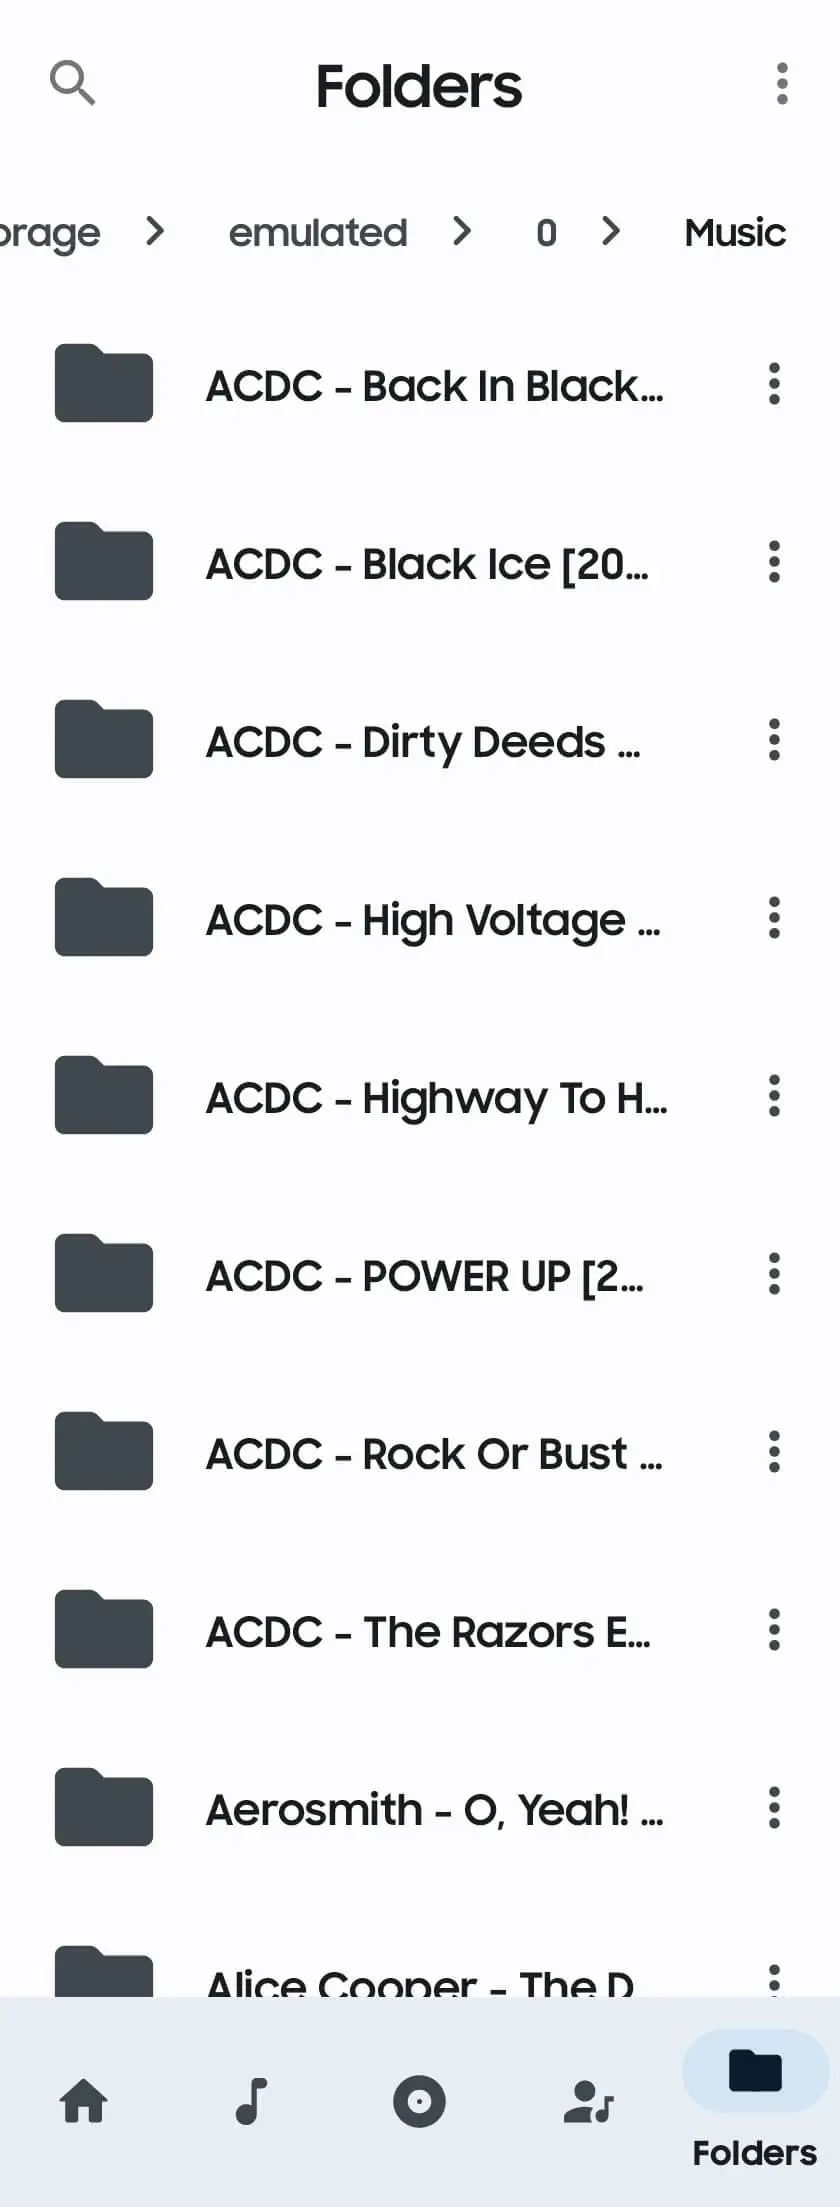 Folders
orage > emulated > 0 > Music
ACDC - Back In Black...
ACDC - Black Ice [20...
ACDC - Dirty Deeds ...
ACDC - High Voltage ...
ACDC - Highway To H...
ACDC - POWER UP [2...
ACDC - Rock Or Bust ...
ACDC - The Razors E...
Aerosmith - O, Yeah! ...
Alice Cooper - The D
Folders